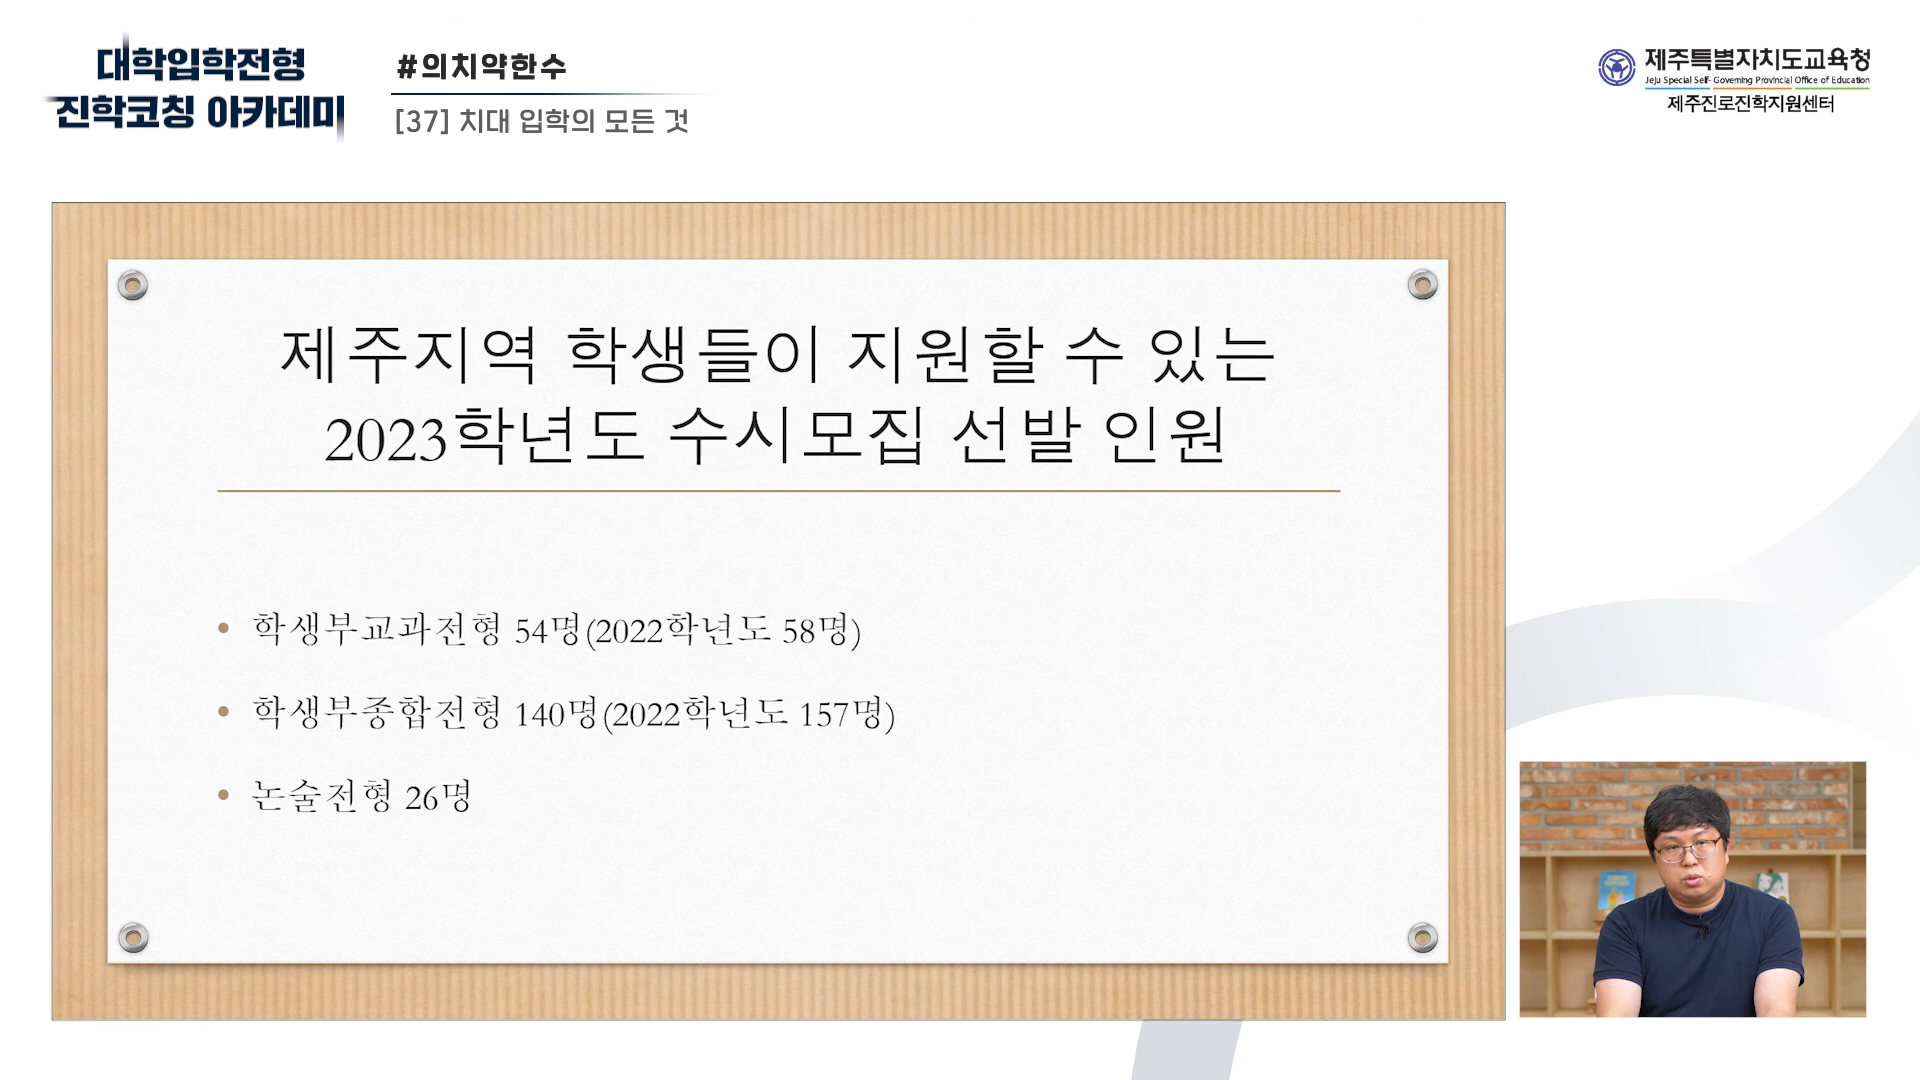 대학입학전형
진학코칭 아카데미
#의치약한수
[37] 치대 입학의 모든 것
제주특별자치도교육청
Jeju Special Self- Governing Provincial Office of Education
제주진로진학지원센터
제주지역 학생들이 지원할 수 있는
2023학년도 수시모집 선발 인원
• 학생부교과전형 54명(2022학년도 58명)
• 학생부종합전형 140명(2022학년도 157명)
• 논술전형 26명